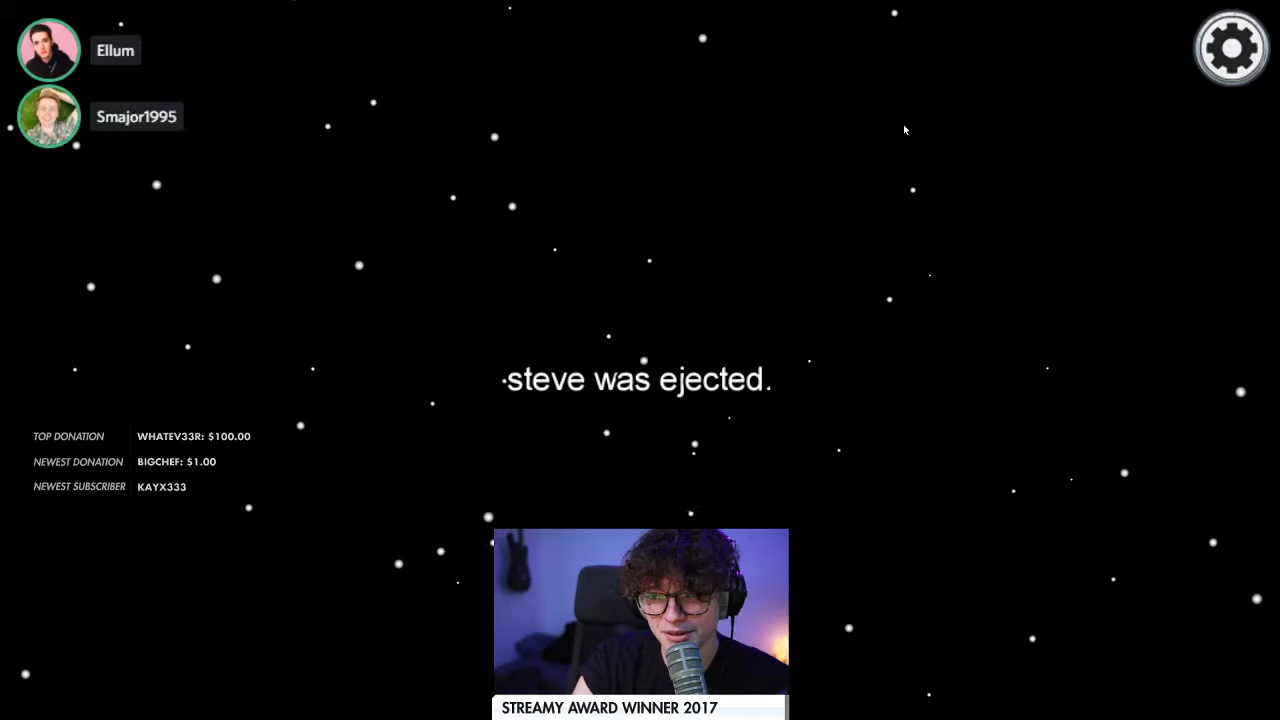 Ellum
Smajor1995
steve was ejected.
TOP DONATION WHATEV33R: $100.00
NEWEST DONATION BIGCHEF: $1.00
NEWEST SUBSCRIBER KAYX333
STREAMY AWARD WINNER 2017